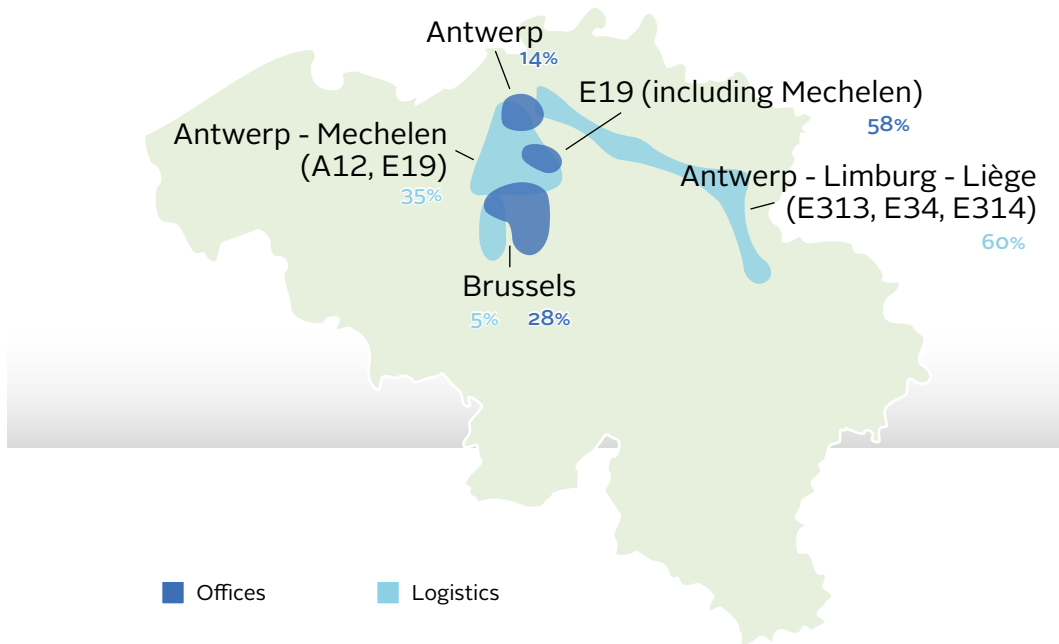 Antwerp
14%
E19 (including Mechelen)
58%
Antwerp - Mechelen
(A12, E19)
35%
Antwerp - Limburg - Liège
(E313, E34, E314)
60%
Brussels
5% 28%
Offices
Logistics